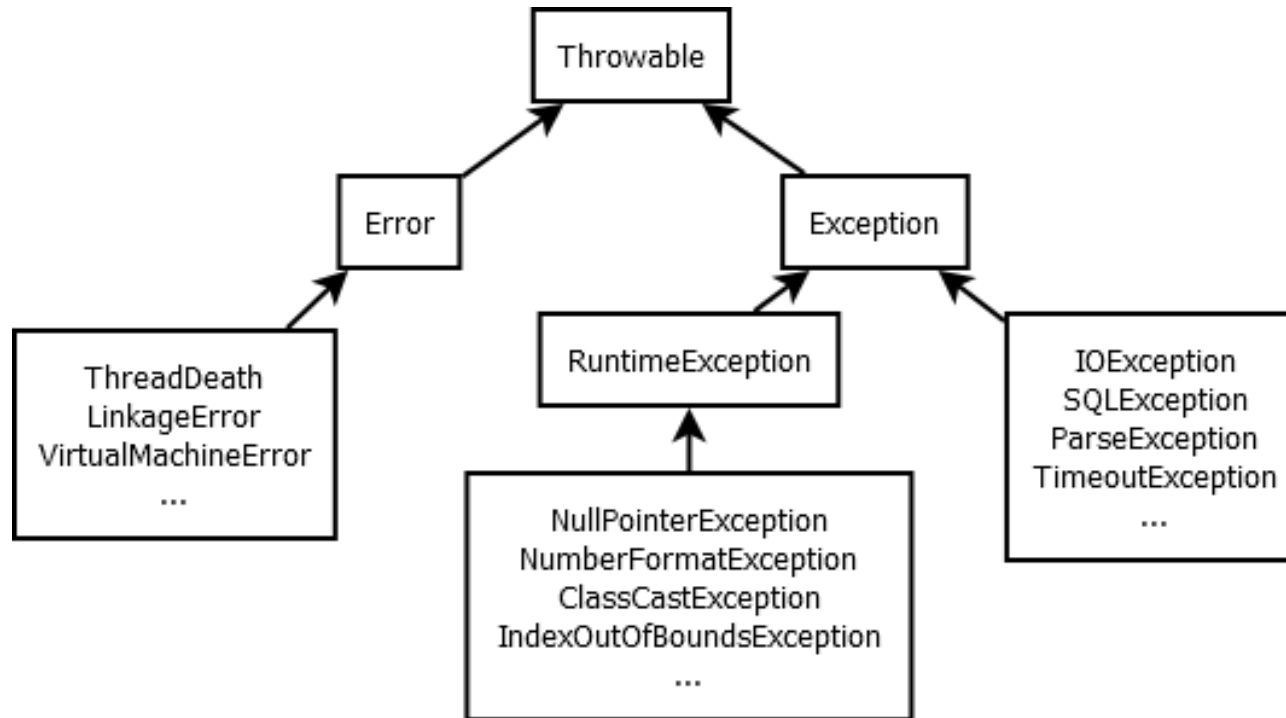 Throwable
Error
Exception
ThreadDeath
LinkageError
VirtualMachineError
...
RuntimeException
NullPointerException
NumberFormatException
ClassCastException
IndexOutOfBoundsException
...
IOException
SQLException
ParseException
TimeoutException
...